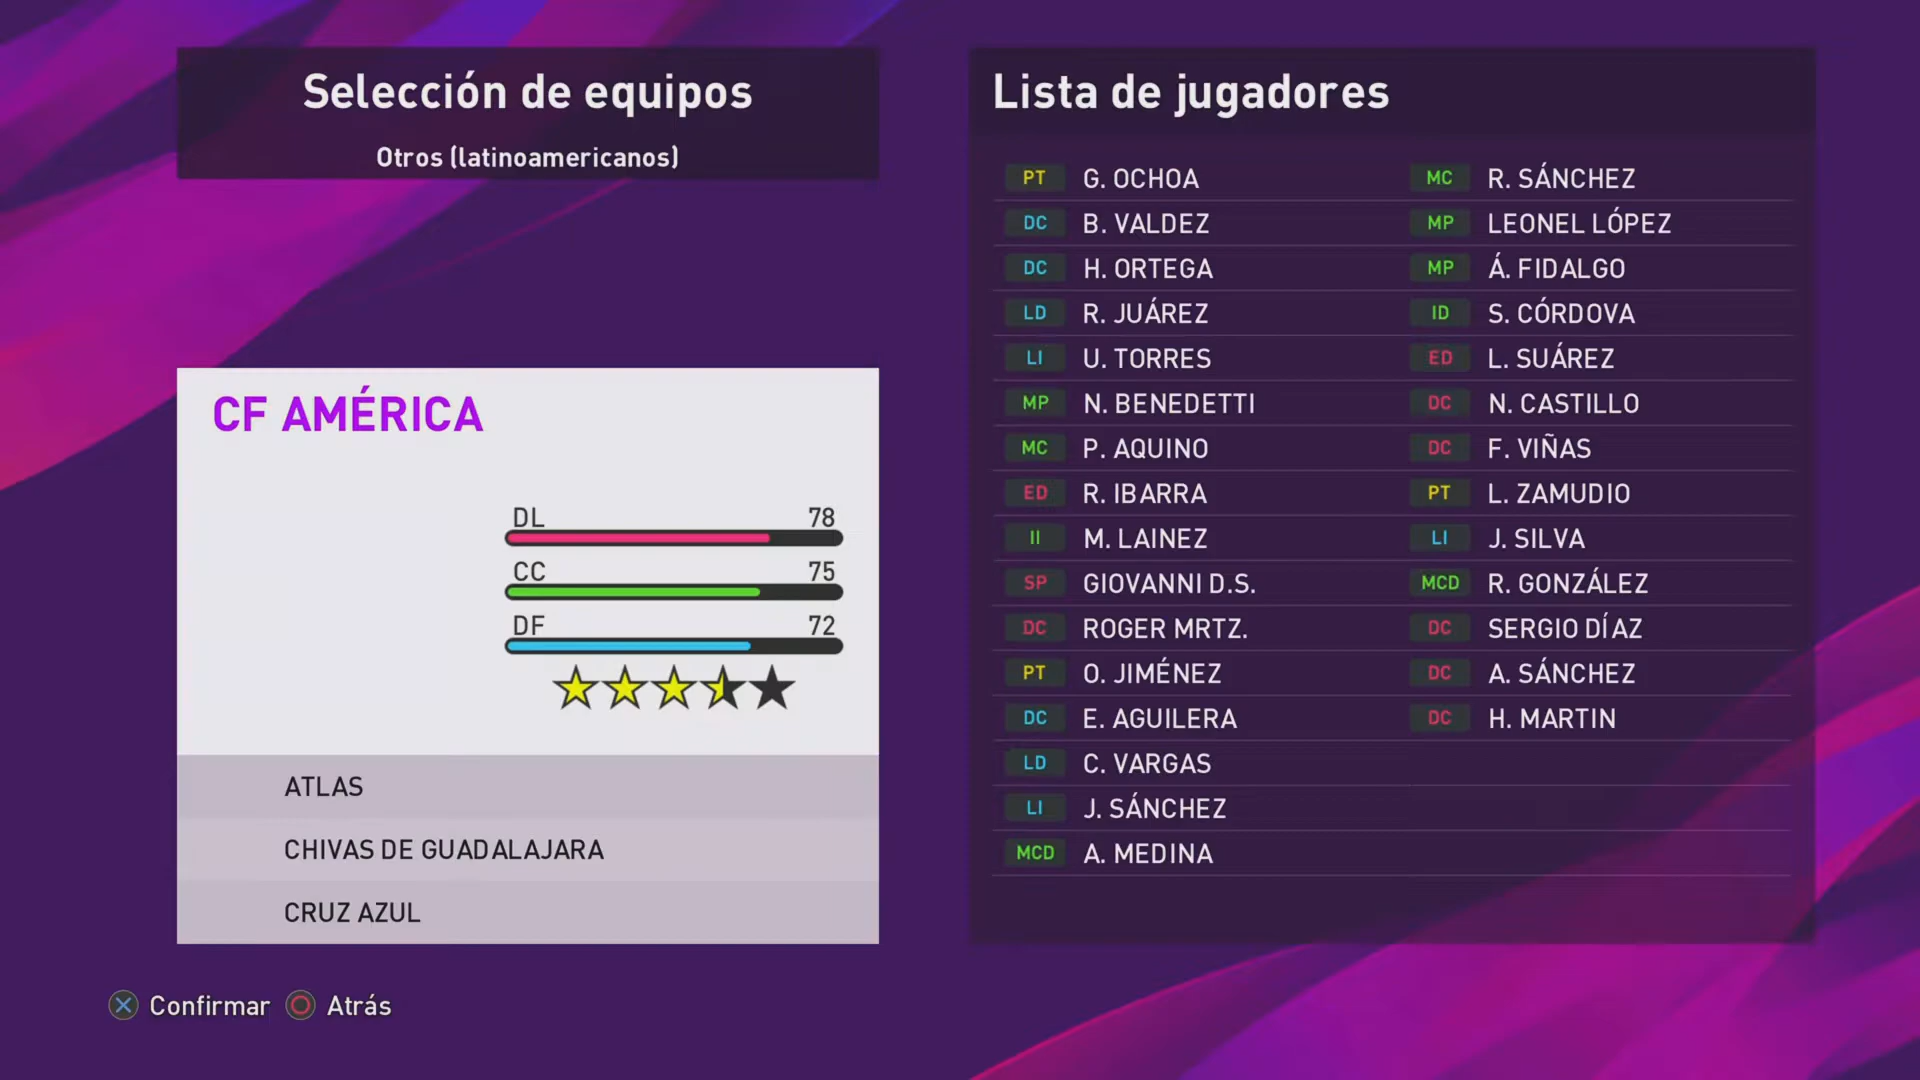 Selección de equipos
Otros (latinoamericanos)
CF AMÉRICA
DL 78
CC 75
DF 72
ATLAS
CHIVAS DE GUADALAJARA
CRUZ AZUL
Lista de jugadores
PT G. OCHOA
DC B. VALDEZ
DC H. ORTEGA
LD R. JUÁREZ
LI U. TORRES
MP N. BENEDETTI
MC P. AQUINO
ED R. IBARRA
II M. LAINEZ
SP GIOVANNI D.S.
DC ROGER MRTZ.
PT O. JIMÉNEZ
DC E. AGUILERA
LD C. VARGAS
LI J. SÁNCHEZ
MCD A. MEDINA
MC R. SÁNCHEZ
MP LEONEL LÓPEZ
MP Á. FIDALGO
ID S. CÓRDOVA
ED L. SUÁREZ
DC N. CASTILLO
DC F. VIÑAS
PT L. ZAMUDIO
LI J. SILVA
MCD R. GONZÁLEZ
DC SERGIO DÍAZ
DC A. SÁNCHEZ
DC H. MARTIN
Confirmar Atrás